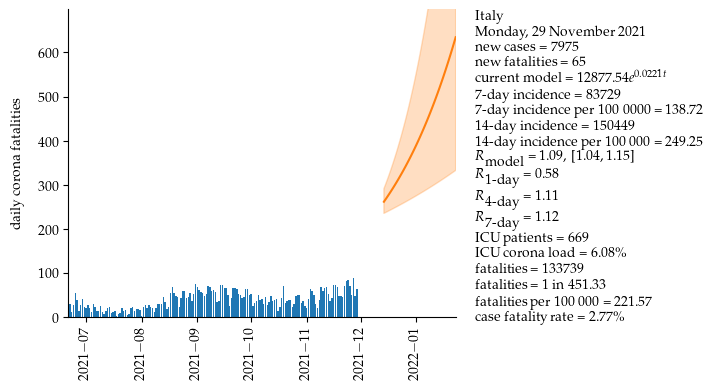 Italy
Monday, 29 November 2021
new cases = 7975
new fatalities = 65
current model = 12877.54e^0.0221t
7-day incidence = 83729
7-day incidence per 100 0000 = 138.72
14-day incidence = 150449
14-day incidence per 100 000 = 249.25
R_model = 1.09, [1.04, 1.15]
R_1-day = 0.58
R_4-day = 1.11
R_7-day = 1.12
ICU patients = 669
ICU corona load = 6.08%
fatalities = 133739
fatalities = 1 in 451.33
fatalities per 100 000 = 221.57
case fatality rate = 2.77%
daily corona fatalities
600
500
400
300
200
100
0
2021−07
2021−08
2021−09
2021−10
2021−11
2021−12
2022−01